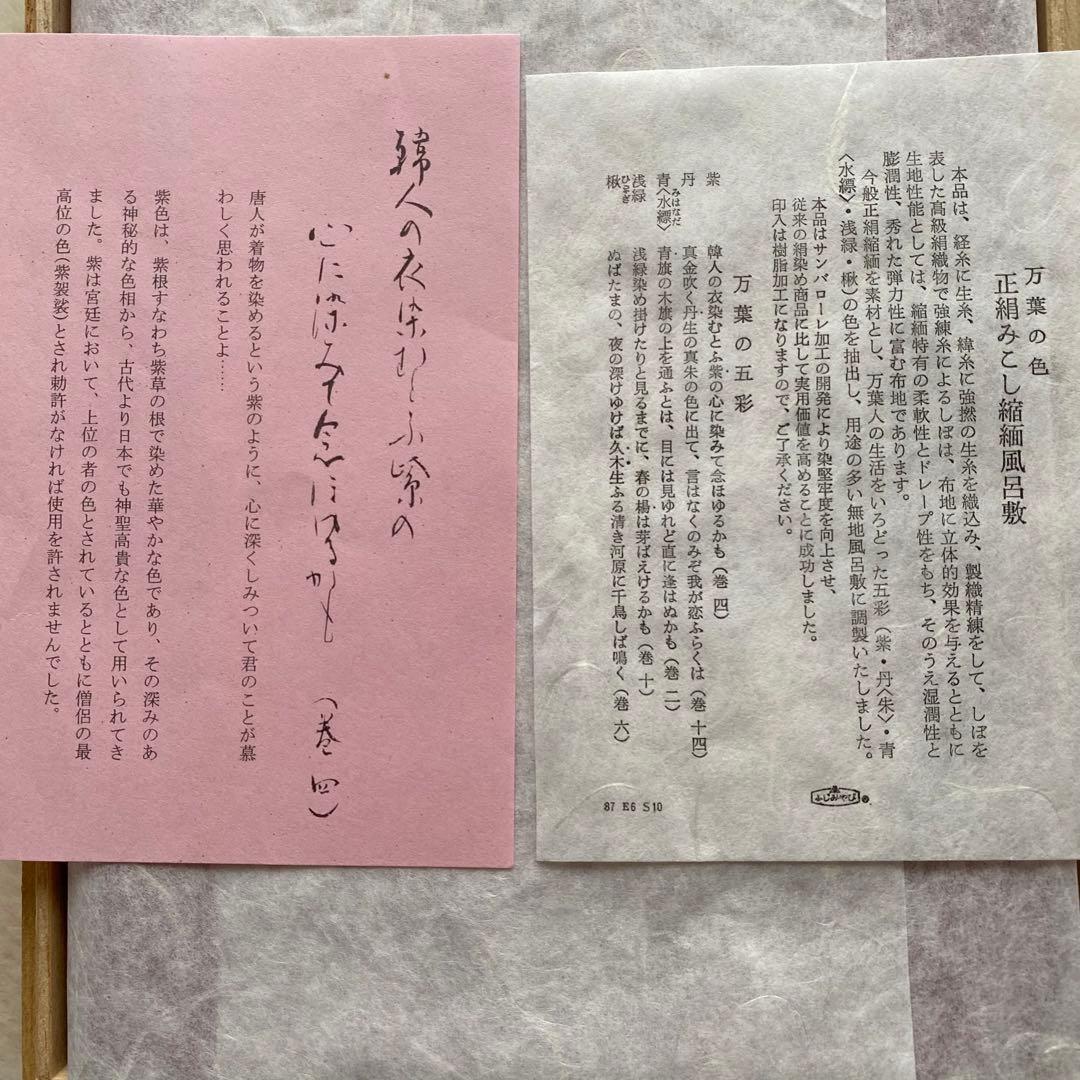 万葉の色
正絹みこし縮緬風呂敷
本品は、経糸に生糸、緯糸に強撚の生糸を織込み、製織精練をして、しぼを
表した高級絹織物で強練糸によるしぼは、布地に立体的効果を与えるとともに
生地性能としては、縮緬特有の柔軟性とドレープ性をもち、そのうえ湿潤性と
膨潤性、秀れた弾力性に富む布地であります。
今般正絹縮緬を素材とし、万葉人の生活をいろどった五彩(紫・丹〈朱〉・青
〈水縹〉・浅緑・楸)の色を抽出し、用途の多い無地風呂敷に調製いたしました。
本品はサンバローレ加工の開発により染堅牢度を向上させ、
従来の絹染め商品に比して実用価値を高めることに成功しました。
印入は樹脂加工になりますので、ご了承ください。
万葉の五彩
紫 韓人の衣染むとふ紫の心に染みて念ほゆるかも(巻四)
丹 真金吹く丹生の真朱の色に出て、言はなくのみぞ我が恋ふらくは(巻十四)
青〈水縹〉みはなだ 青旗の木旗の上を通ふとは、目には見ゆれど直に逢はぬかも(巻二)
浅緑 浅緑染め掛けたりと見るまでに、春の楊は芽ばえけるかも(巻十)
楸ひさぎ ぬばたまの、夜の深けゆけば久木生ふる清き河原に千鳥しば鳴く(巻六)
ふじみやび
87 E6 S10
韓人の衣染むとふ紫の
心に染みて念ほゆるかも
(巻四)
唐人が着物を染めるという紫のように、心に深くしみついて君のことが慕
わしく思われることよ……
紫色は、紫根すなわち紫草の根で染めた華やかな色であり、その深みのあ
る神秘的な色相から、古代より日本でも神聖高貴な色として用いられてき
ました。紫は宮廷において、上位の者の色とされているとともに僧侶の最
高位の色(紫袈裟)とされ勅許がなければ使用を許されませんでした。